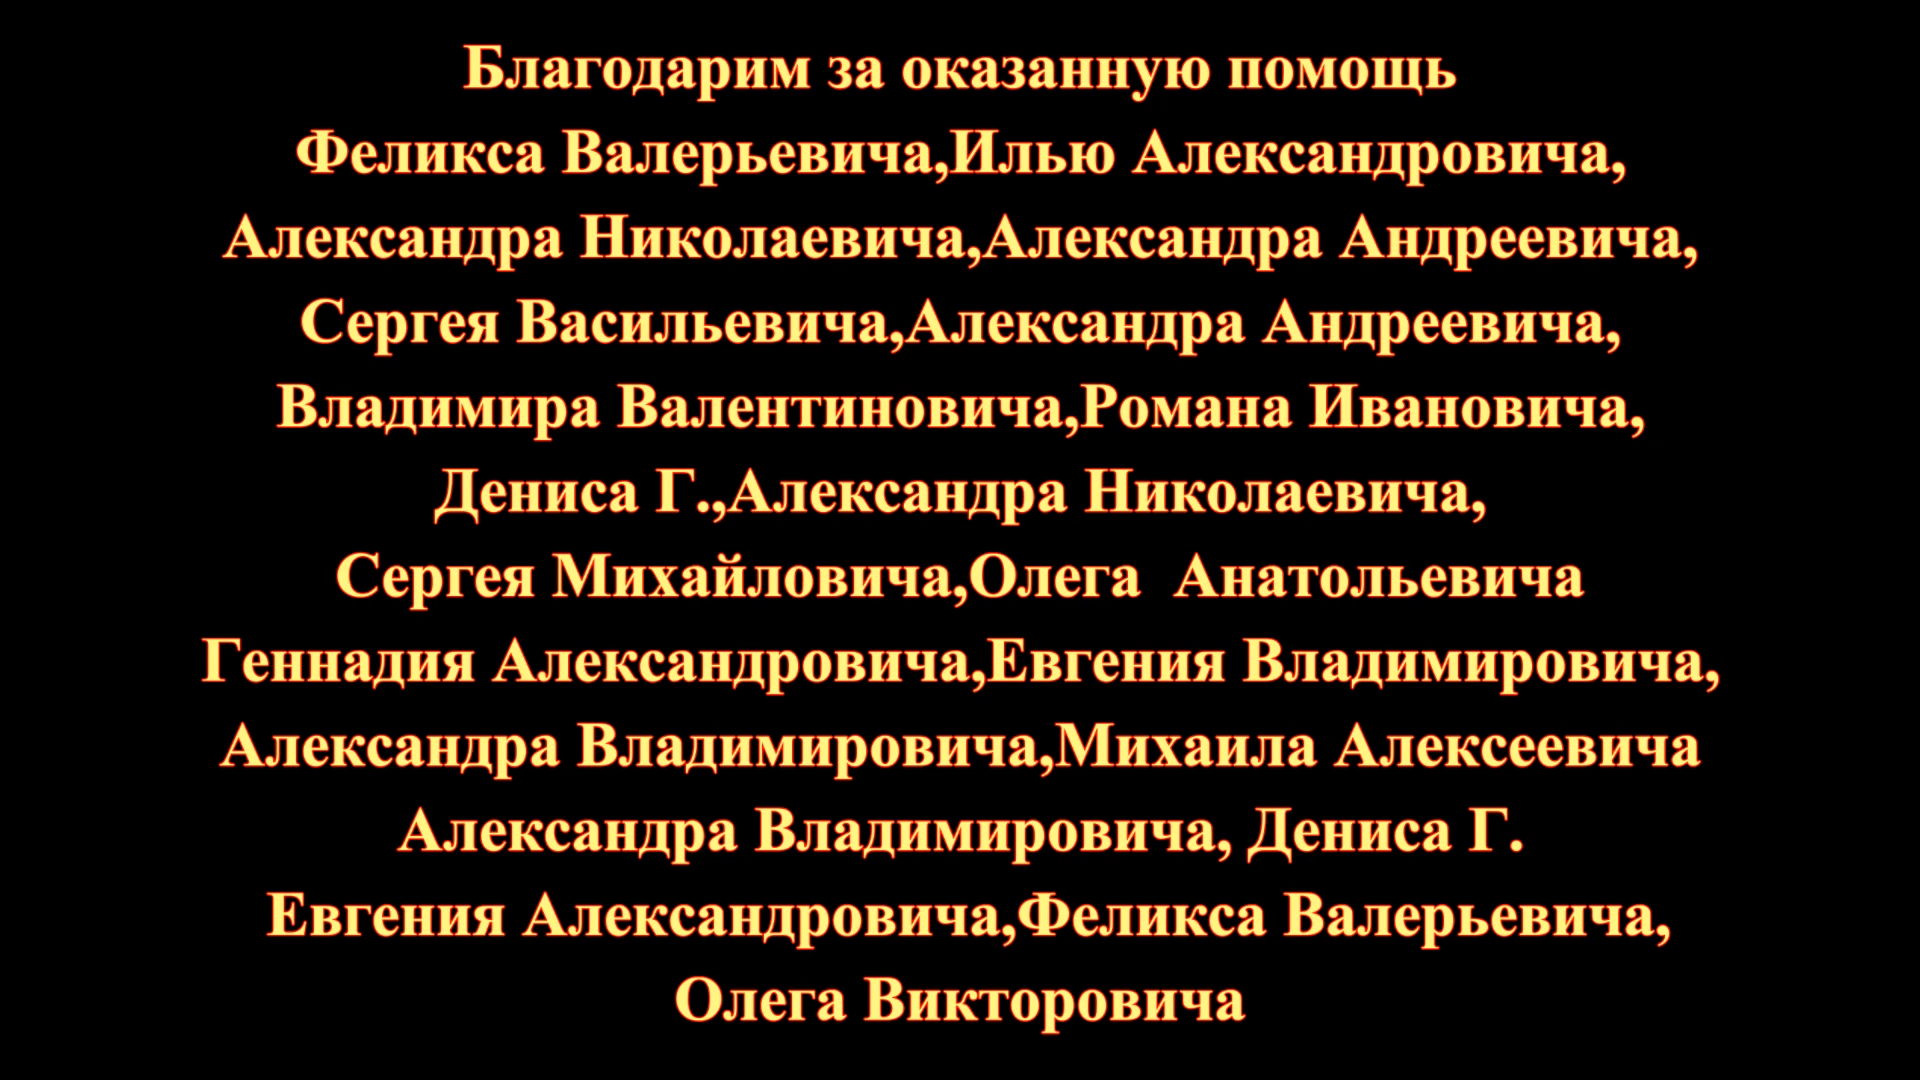 Благодарим за оказанную помощь
Феликса Валерьевича,Илью Александровича,
Александра Николаевича,Александра Андреевича,
Сергея Васильевича,Александра Андреевича,
Владимира Валентиновича,Романа Ивановича,
Дениса Г.,Александра Николаевича,
Сергея Михайловича,Олега  Анатольевича
Геннадия Александровича,Евгения Владимировича,
Александра Владимировича,Михаила Алексеевича
Александра Владимировича, Дениса Г.
Евгения Александровича,Феликса Валерьевича,
Олега Викторовича